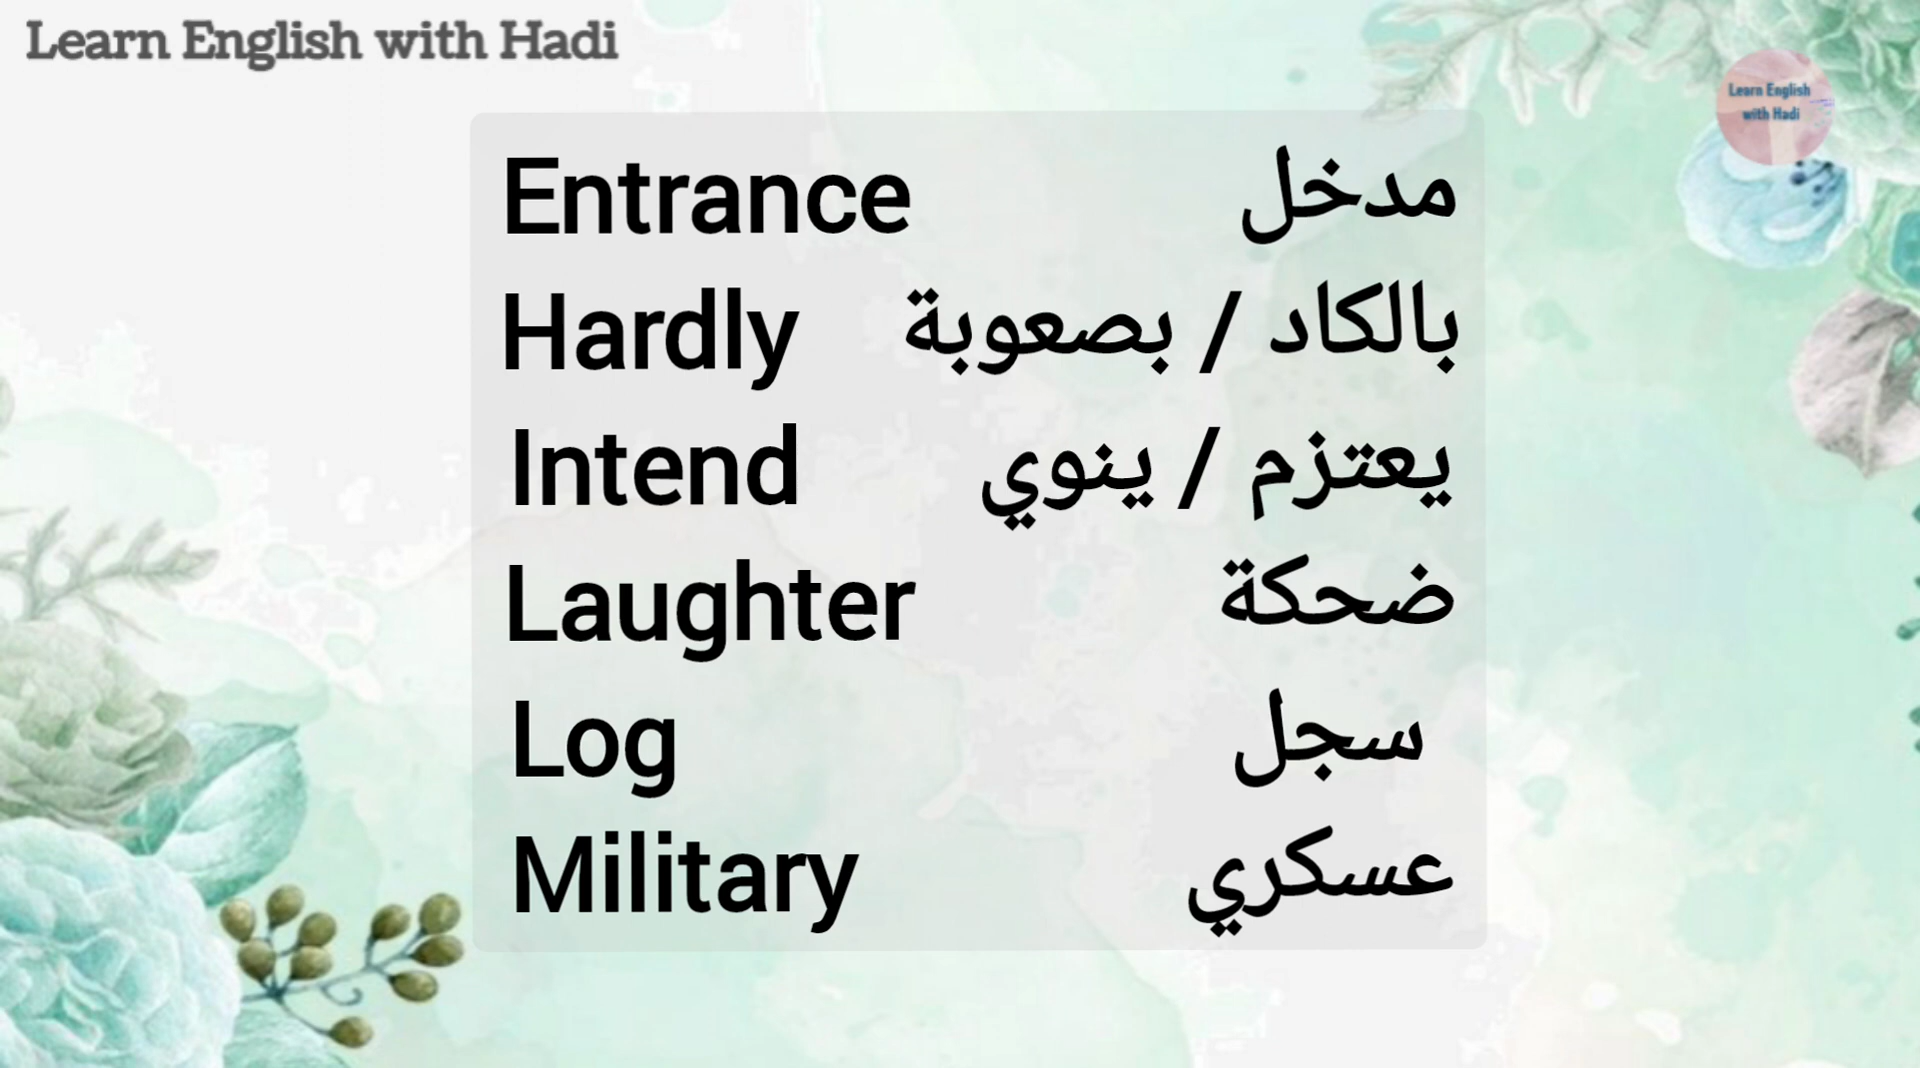 Learn English with Hadi
Learn English
with Hadi
Entrance مدخل
Hardly بالكاد / بصعوبة
Intend يعتزم / ينوي
Laughter ضحكة
Log سجل
Military عسكري